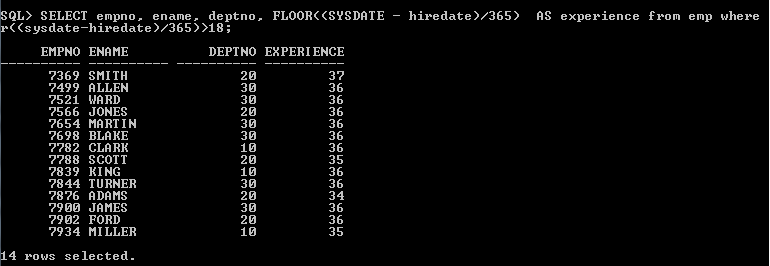 SQL> SELECT empno, ename, deptno, FLOOR((SYSDATE - hiredate)/365)  AS experience from emp where
r((sysdate-hiredate)/365)>18;
     EMPNO ENAME          DEPTNO EXPERIENCE
---------- ---------- ---------- ----------
      7369 SMITH              20         37
      7499 ALLEN              30         36
      7521 WARD               30         36
      7566 JONES              20         36
      7654 MARTIN             30         36
      7698 BLAKE              30         36
      7782 CLARK              10         36
      7788 SCOTT              20         35
      7839 KING               10         36
      7844 TURNER             30         36
      7876 ADAMS              20         34
      7900 JAMES              30         36
      7902 FORD               20         36
      7934 MILLER             10         35
14 rows selected.